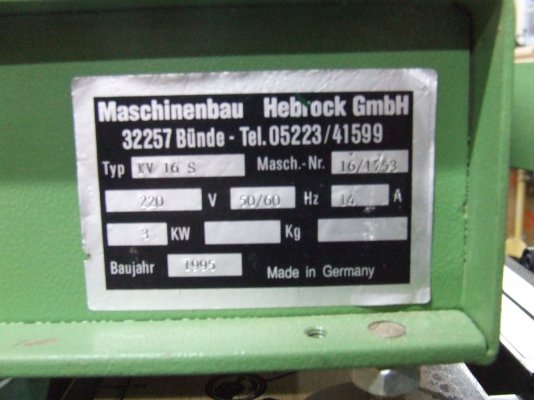 Maschinenbau Hebrock GmbH
32257 Bünde - Tel. 05223/41599
Typ KV 16 S Masch.-Nr. 16/1753
220 V 50/60 Hz 14 A
3 KW Kg
Baujahr 1995 Made in Germany